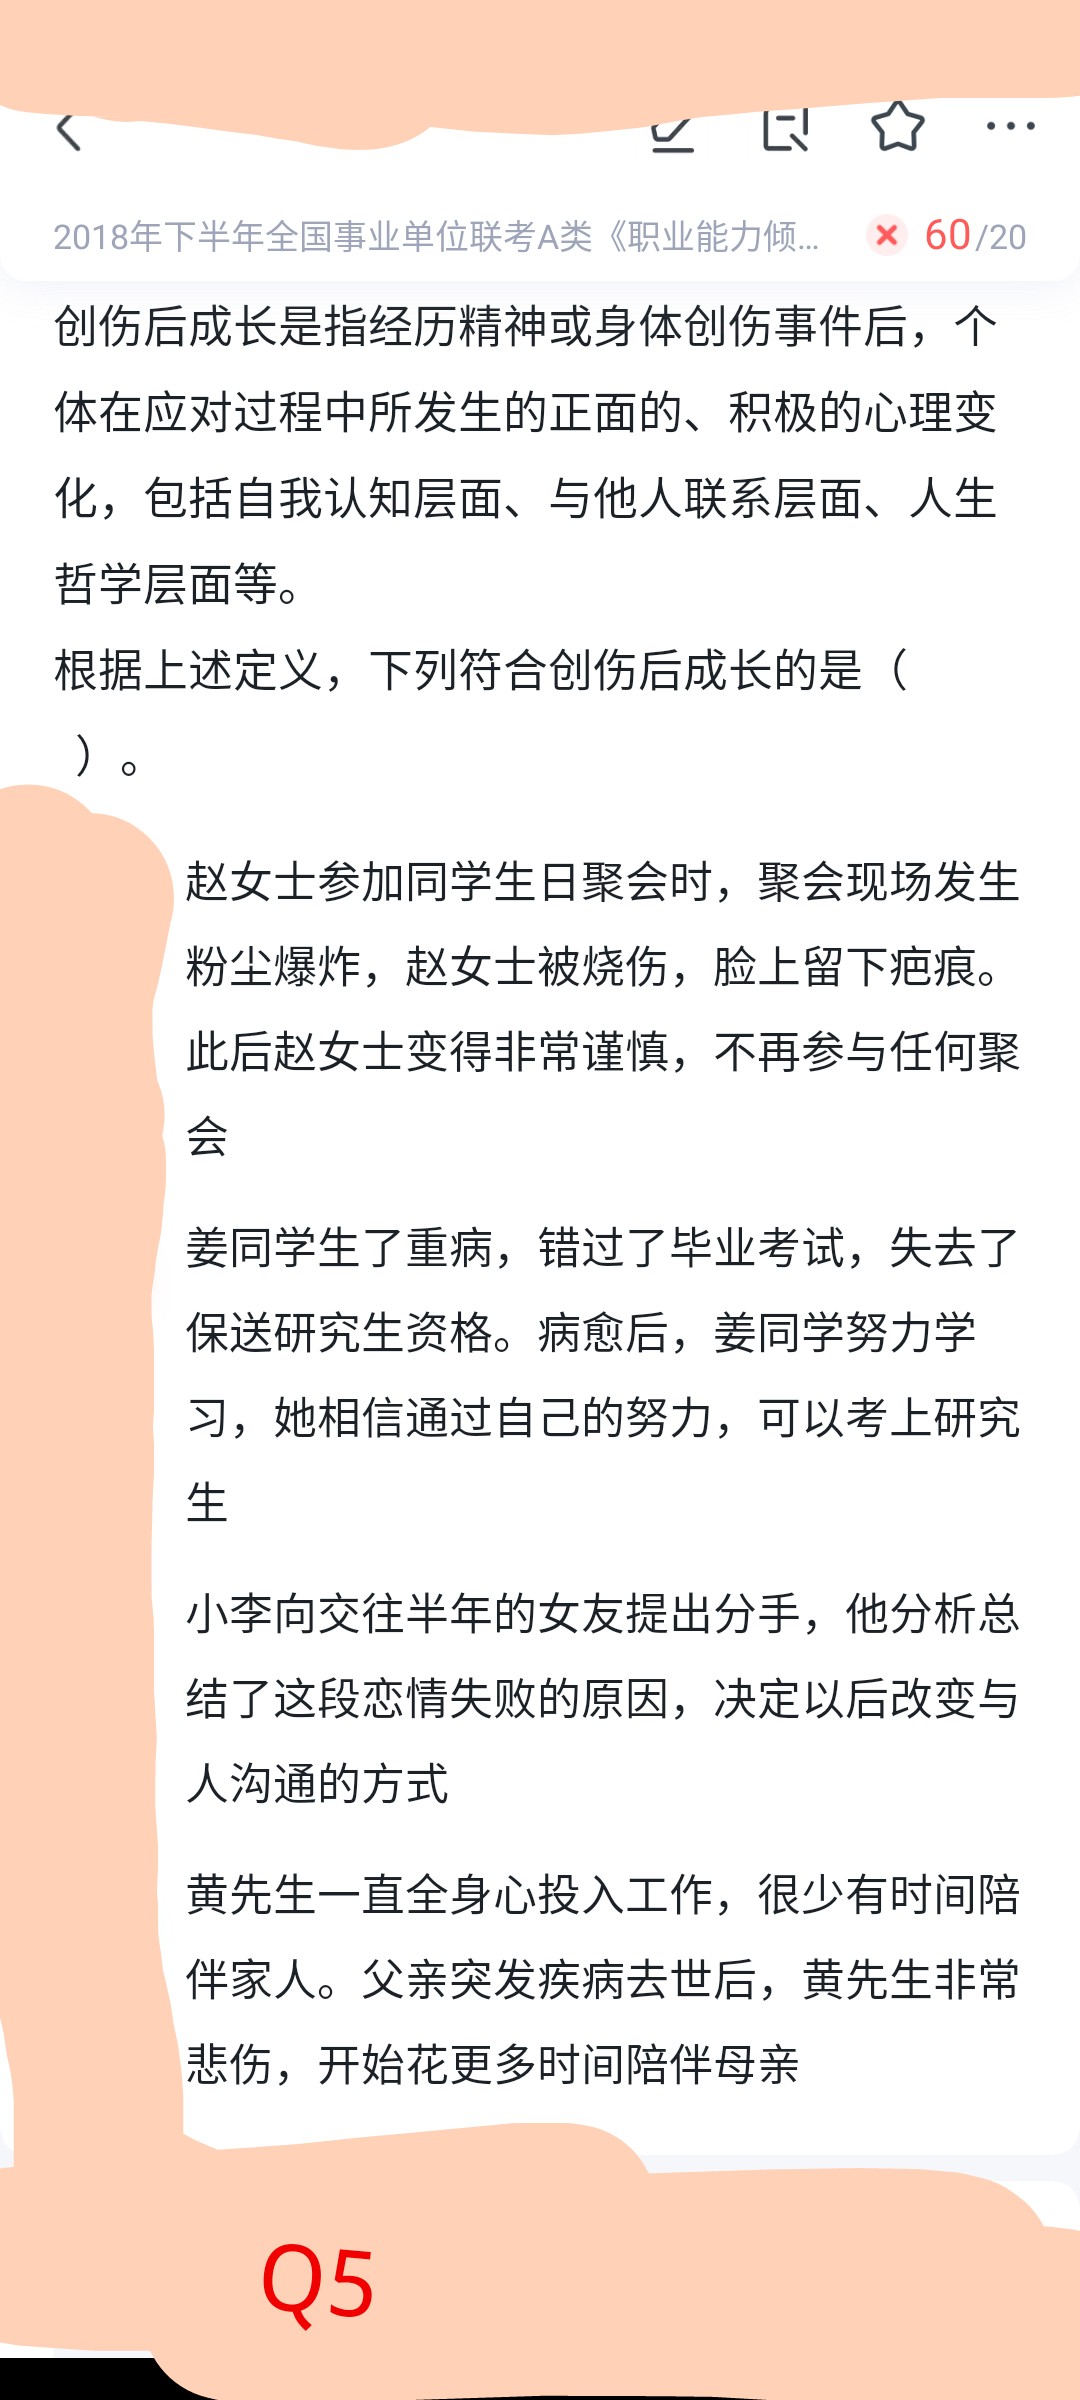 2018年下半年全国事业单位联考A类《职业能力倾... 60/20
创伤后成长是指经历精神或身体创伤事件后，个
体在应对过程中所发生的正面的、积极的心理变
化，包括自我认知层面、与他人联系层面、人生
哲学层面等。
根据上述定义，下列符合创伤后成长的是（
）。
赵女士参加同学生日聚会时，聚会现场发生
粉尘爆炸，赵女士被烧伤，脸上留下疤痕。
此后赵女士变得非常谨慎，不再参与任何聚
会
姜同学生了重病，错过了毕业考试，失去了
保送研究生资格。病愈后，姜同学努力学
习，她相信通过自己的努力，可以考上研究
生
小李向交往半年的女友提出分手，他分析总
结了这段恋情失败的原因，决定以后改变与
人沟通的方式
黄先生一直全身心投入工作，很少有时间陪
伴家人。父亲突发疾病去世后，黄先生非常
悲伤，开始花更多时间陪伴母亲
Q5